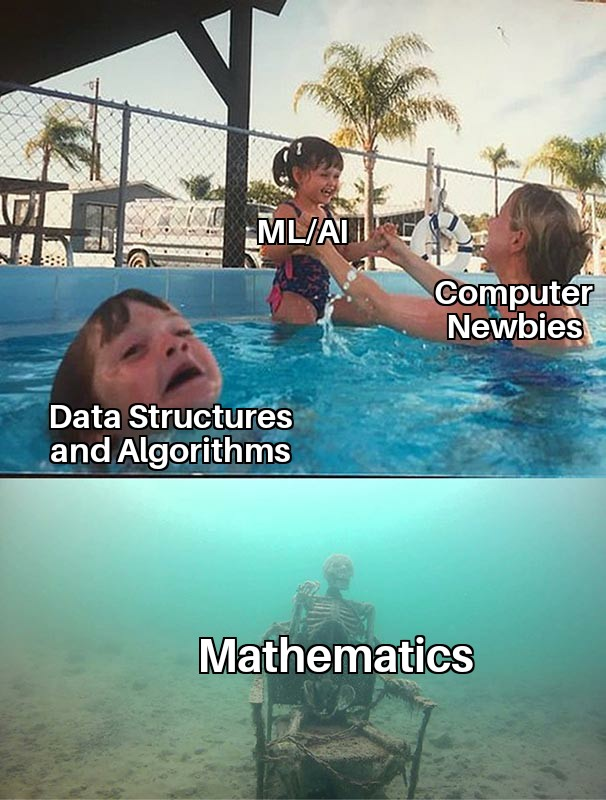 ML/AI
Computer
Newbies
Data Structures
and Algorithms
Mathematics